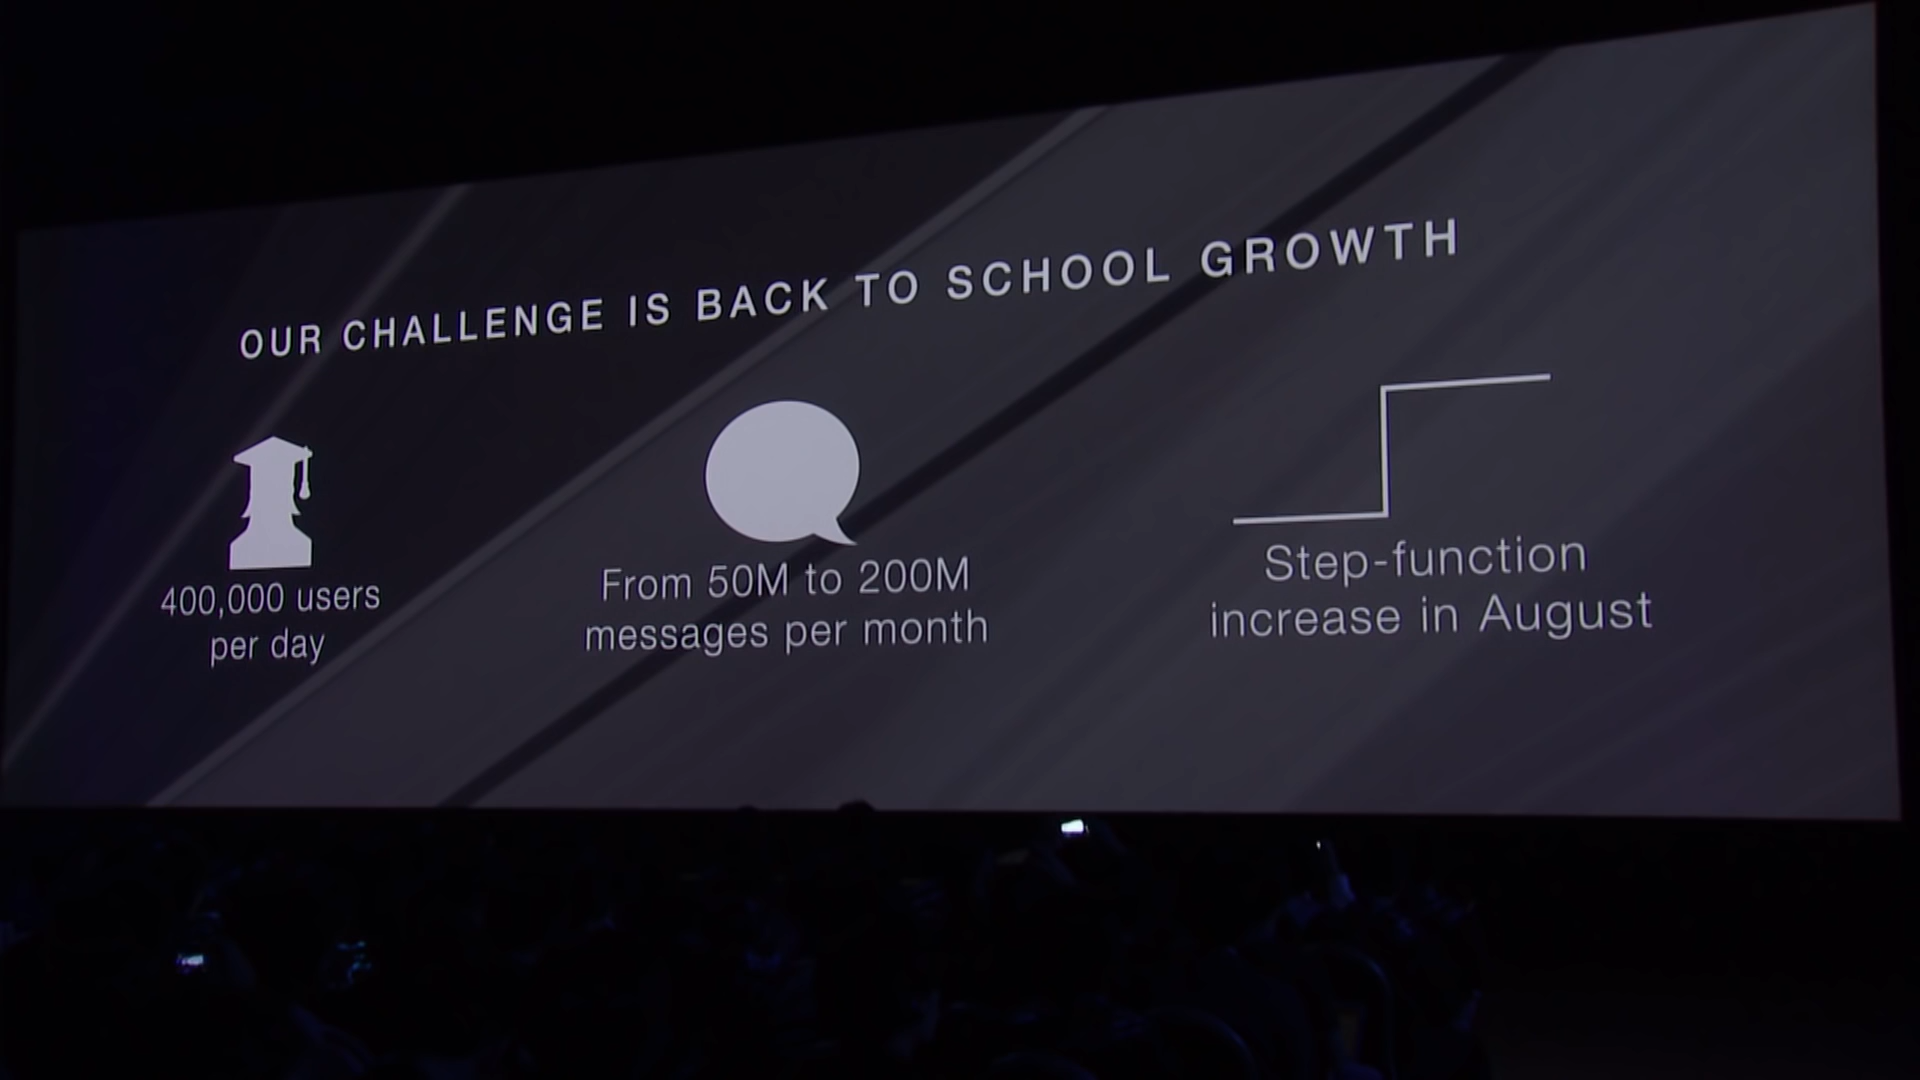 OUR CHALLENGE IS BACK TO SCHOOL GROWTH
400,000 users
per day
From 50M to 200M
messages per month
Step-function
increase in August